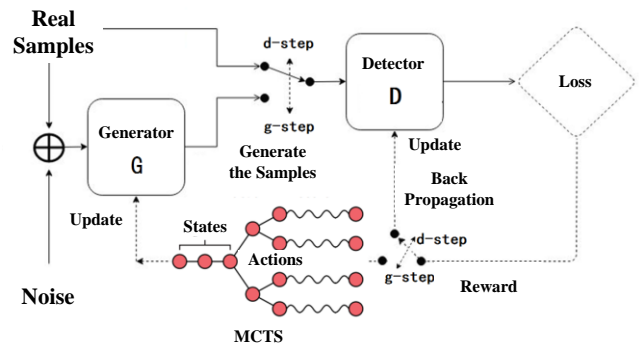 Real
Samples
d-step
g-step
Generate
the Samples
Detector
D
Loss
Generator
G
Update
Update
Back
Propagation
States
Actions
d-step
g-step
Reward
Noise
MCTS